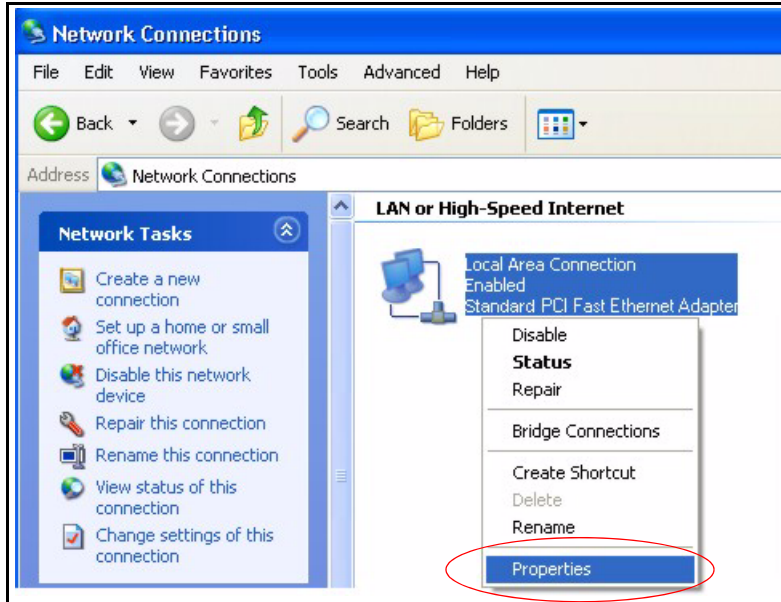 Network Connections
File Edit View Favorites Tools Advanced Help
Back Search Folders
Address Network Connections
Network Tasks
Create a new
connection
Set up a home or small
office network
Disable this network
device
Repair this connection
Rename this connection
View status of this
connection
Change settings of this
connection
LAN or High-Speed Internet
Local Area Connection
Enabled
Standard PCI Fast Ethernet Adapter
Disable
Status
Repair
Bridge Connections
Create Shortcut
Delete
Rename
Properties